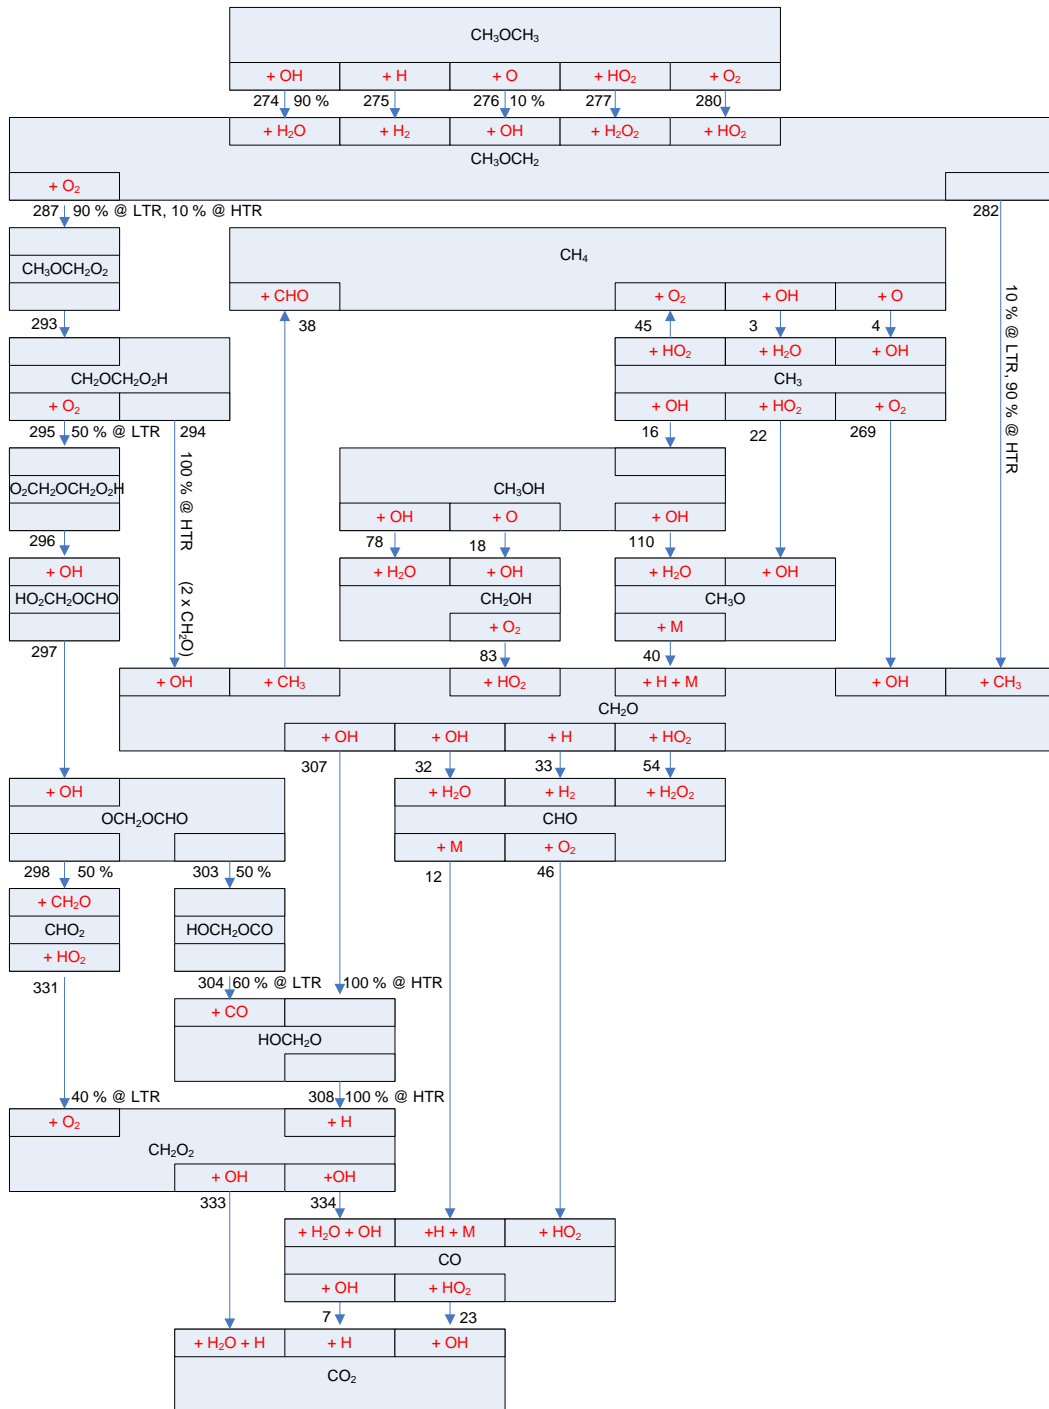 CH₃OCH₃
+ OH + H + O + HO₂ + O₂
274 90 % 275 276 10 % 277 280
+ H₂O + H₂ + OH + H₂O₂ + HO₂
CH₃OCH₂
+ O₂
287 90 % @ LTR, 10 % @ HTR 282
10 % @ LTR, 90 % @ HTR
CH₄
CH₃OCH₂O₂
+ CHO + O₂ + OH + O
293 38 45 3 4
+ HO₂ + H₂O + OH
CH₂OCH₂O₂H CH₃
+ O₂ + OH + HO₂ + O₂
295 50 % @ LTR 294 16 22 269
100 % @ HTR (2 x CH₂O)
O₂CH₂OCH₂O₂H CH₃OH
+ OH + O + OH
296 78 18 110
+ OH + H₂O + OH + H₂O + OH
HO₂CH₂OCHO CH₂OH CH₃O
+ O₂ + M
297 83 40
+ OH + CH₃ + HO₂ + H + M + OH + CH₃
CH₂O
+ OH + OH + H + HO₂
307 32 33 54
+ OH + H₂O + H₂ + H₂O₂
OCH₂OCHO CHO
+ M + O₂
298 50 % 303 50 % 12 46
+ CH₂O
CHO₂ HOCH₂OCO
+ HO₂
331 304 60 % @ LTR 100 % @ HTR
+ CO
HOCH₂O
40 % @ LTR 308 100 % @ HTR
+ O₂ + H
CH₂O₂
+ OH +OH
333 334
+ H₂O + OH +H + M + HO₂
CO
+ OH + HO₂
7 23
+ H₂O + H + H + OH
CO₂